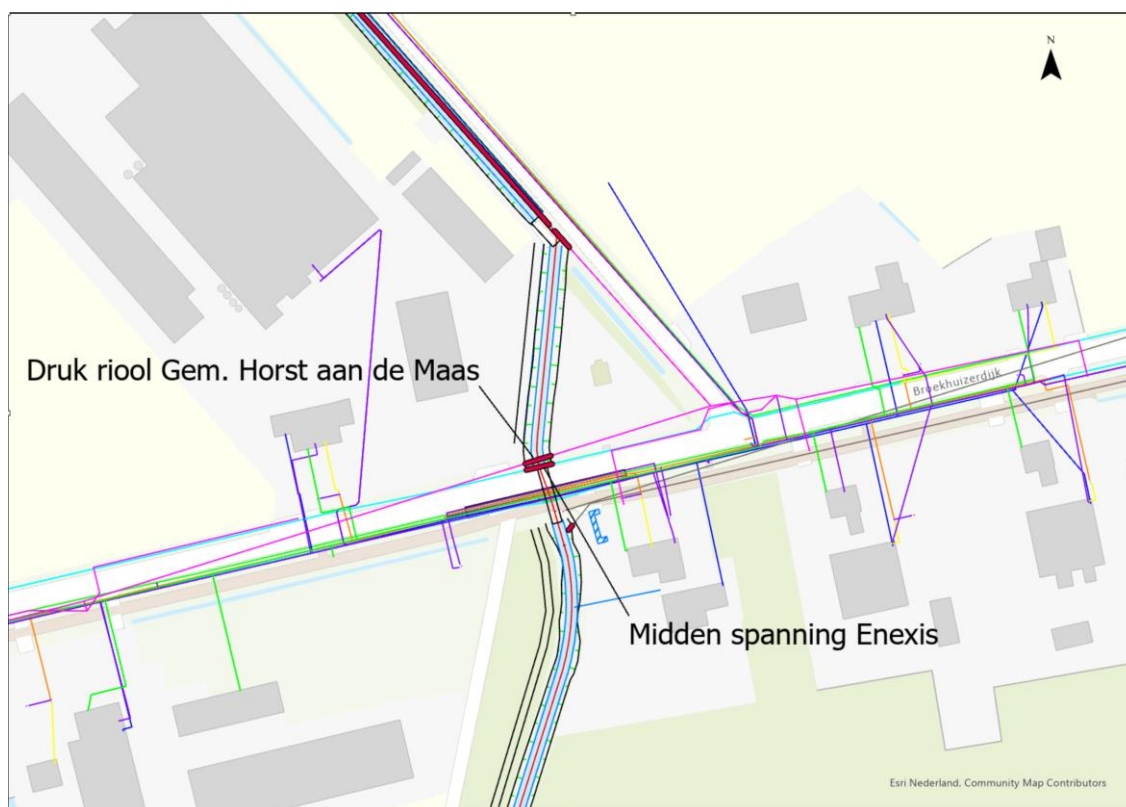 N
Druk riool Gem. Horst aan de Maas
Broekhuizerdijk
Midden spanning Enexis
Esri Nederland, Community Map Contributors